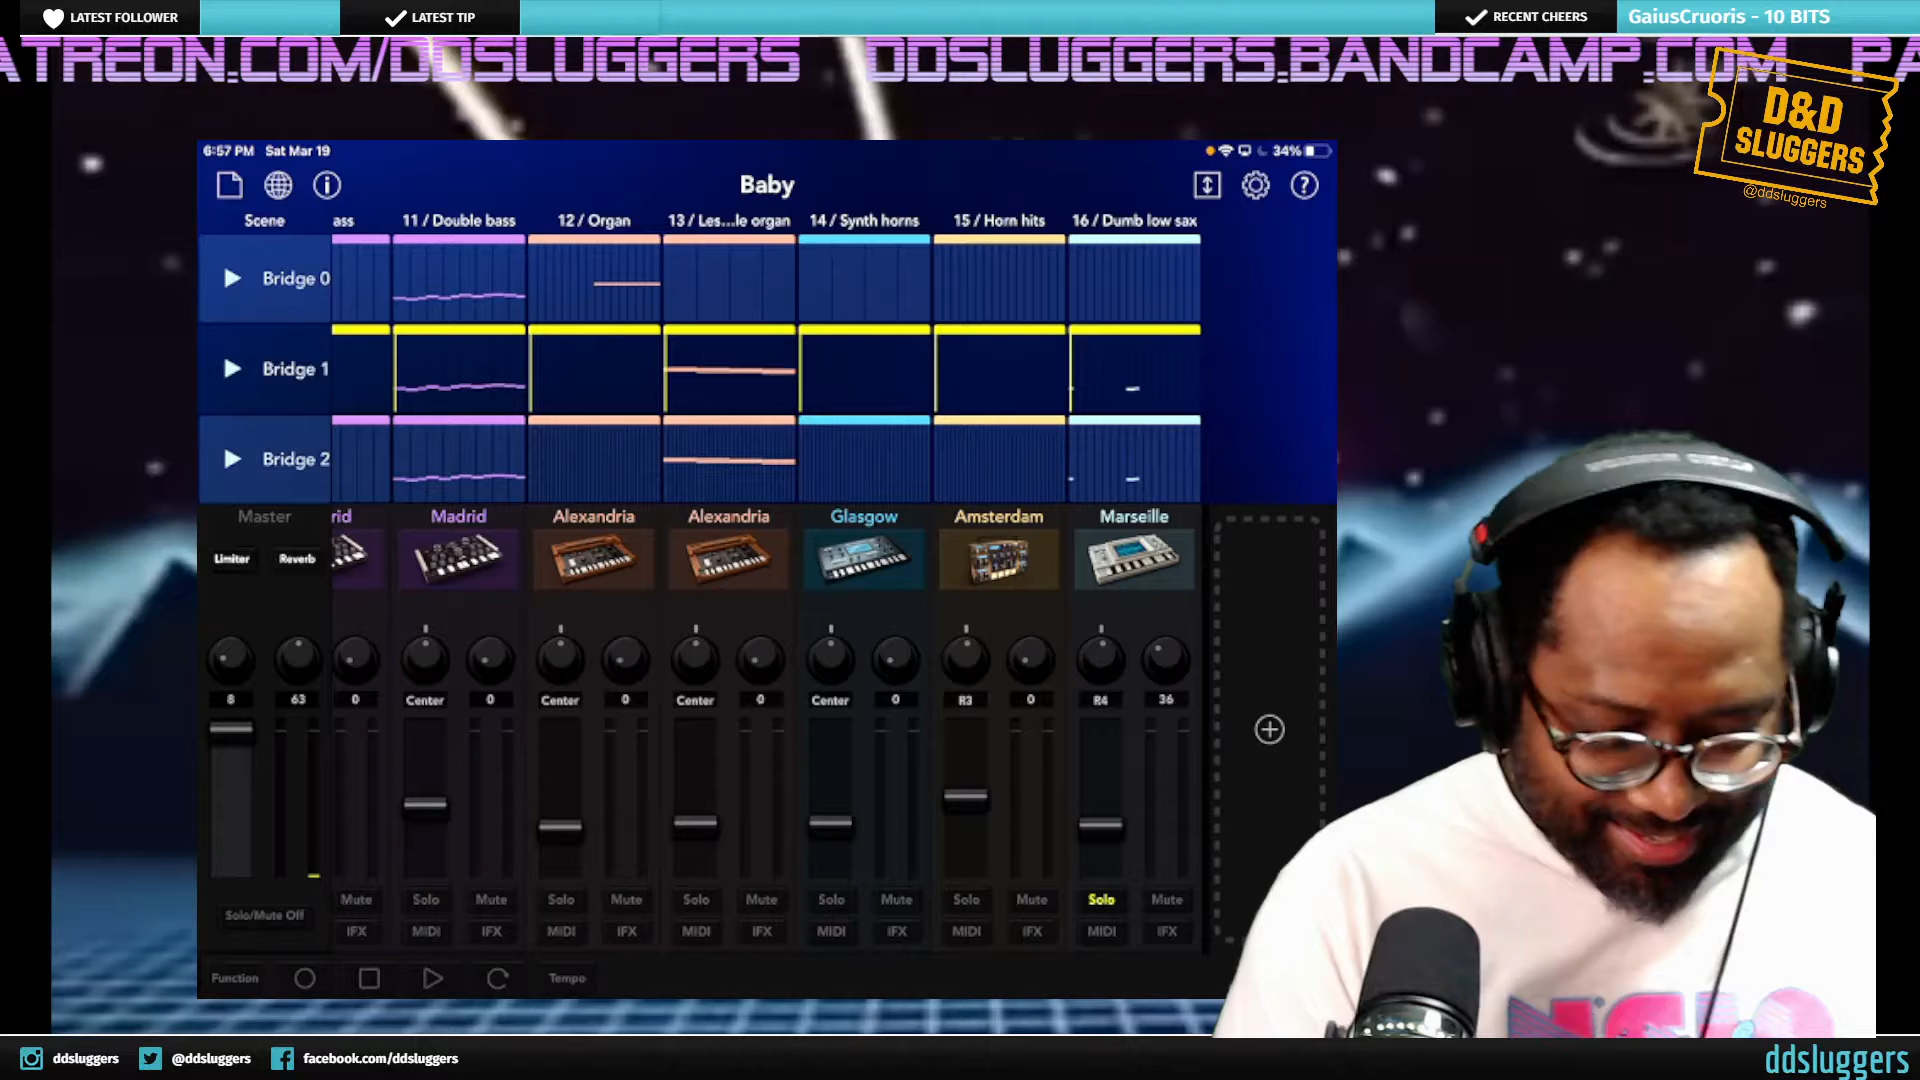 LATEST FOLLOWER
LATEST TIP
RECENT CHEERS
GaiusCruoris - 10 BITS
ATREON.COM/DDSLUGGERS DDSLUGGERS.BANDCAMP.COM PA
D&D
SLUGGERS
@ddsluggers
6:57 PM Sat Mar 19
34%
Baby
Scene ass 11 / Double bass 12 / Organ 13 / Les...le organ 14 / Synth horns 15 / Horn hits 16 / Dumb low sax
Bridge 0
Bridge 1
Bridge 2
Master rid Madrid Alexandria Alexandria Glasgow Amsterdam Marseille
Limiter Reverb
8 63 0 Center 0 Center 0 Center 0 Center 0 R3 0 R4 36
Mute Solo Mute Solo Mute Solo Mute Solo Mute Solo Mute Solo Mute
Solo/Mute Off
IFX MIDI IFX MIDI IFX MIDI IFX MIDI IFX MIDI IFX MIDI IFX
Function Tempo
ddsluggers @ddsluggers facebook.com/ddsluggers
ddsluggers